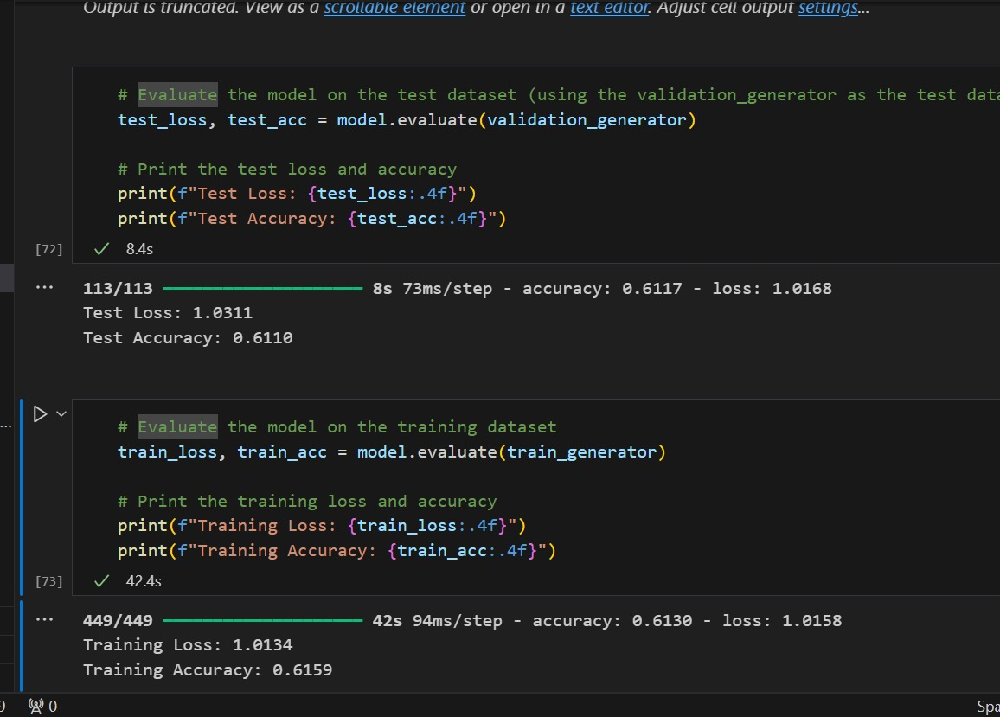 Output is truncated. View as a scrollable element or open in a text editor. Adjust cell output settings...
# Evaluate the model on the test dataset (using the validation_generator as the test data
test_loss, test_acc = model.evaluate(validation_generator)
# Print the test loss and accuracy
print(f"Test Loss: {test_loss:.4f}")
print(f"Test Accuracy: {test_acc:.4f}")
[72] ✓ 8.4s
... 113/113 ━━━━━━━━━━━━━━━━━━━━ 8s 73ms/step - accuracy: 0.6117 - loss: 1.0168
Test Loss: 1.0311
Test Accuracy: 0.6110
# Evaluate the model on the training dataset
train_loss, train_acc = model.evaluate(train_generator)
# Print the training loss and accuracy
print(f"Training Loss: {train_loss:.4f}")
print(f"Training Accuracy: {train_acc:.4f}")
[73] ✓ 42.4s
... 449/449 ━━━━━━━━━━━━━━━━━━━━ 42s 94ms/step - accuracy: 0.6130 - loss: 1.0158
Training Loss: 1.0134
Training Accuracy: 0.6159
9 0 Spa